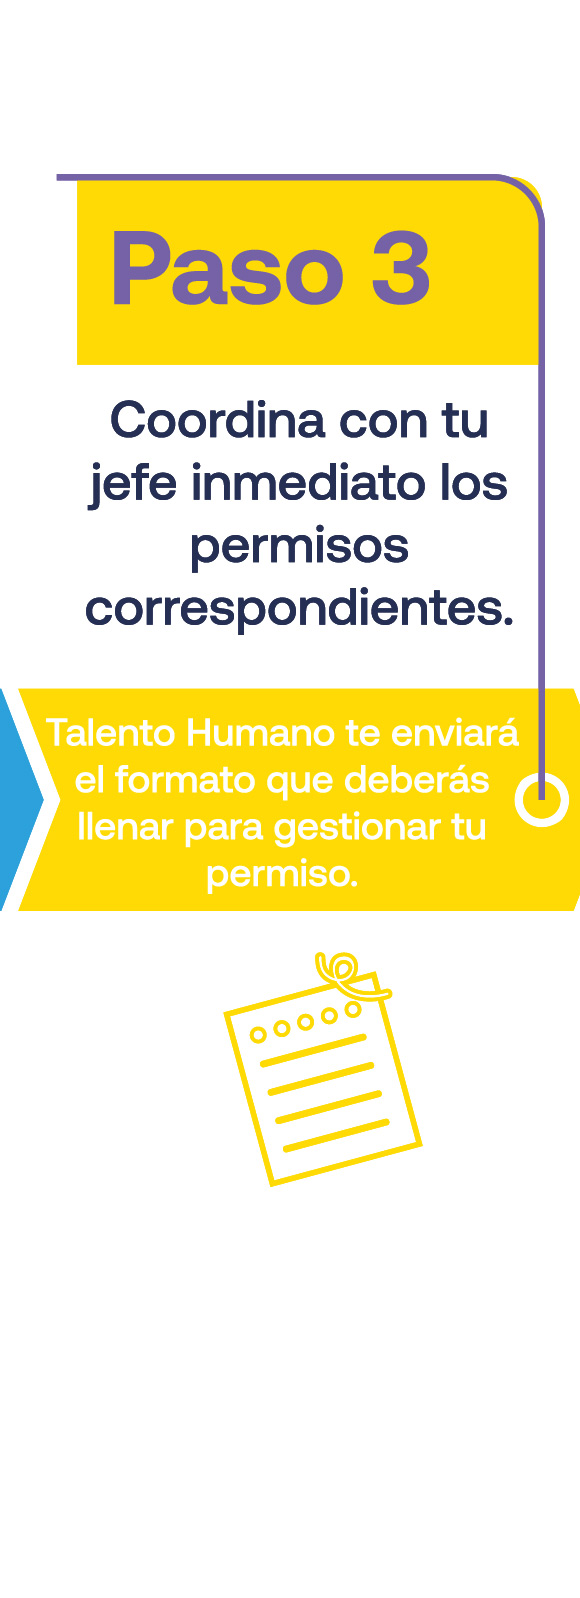 Paso 3
Coordina con tu
jefe inmediato los
permisos
correspondientes.
Talento Humano te enviará
el formato que deberás
llenar para gestionar tu
permiso.